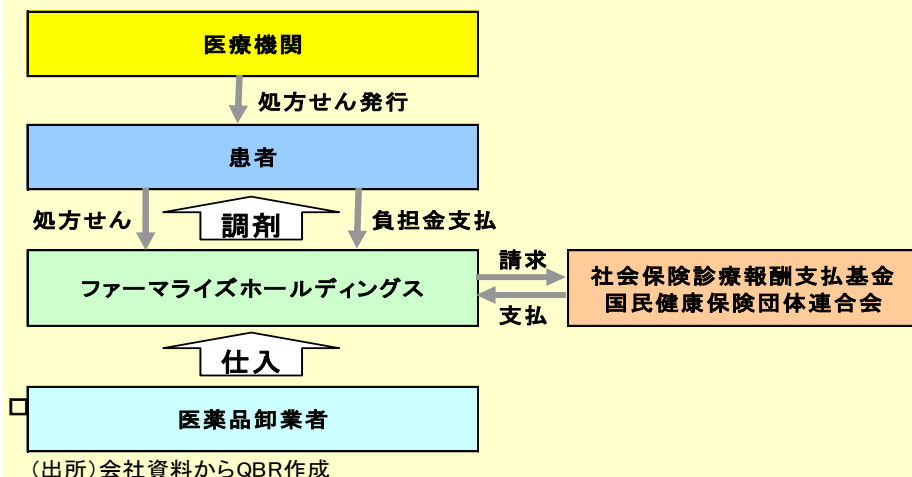 医療機関
処方せん発行
患者
処方せん
調剤
負担金支払
ファーマライズホールディングス
請求
支払
社会保険診療報酬支払基金
国民健康保険団体連合会
仕入
医薬品卸業者
（出所）会社資料からQBR作成